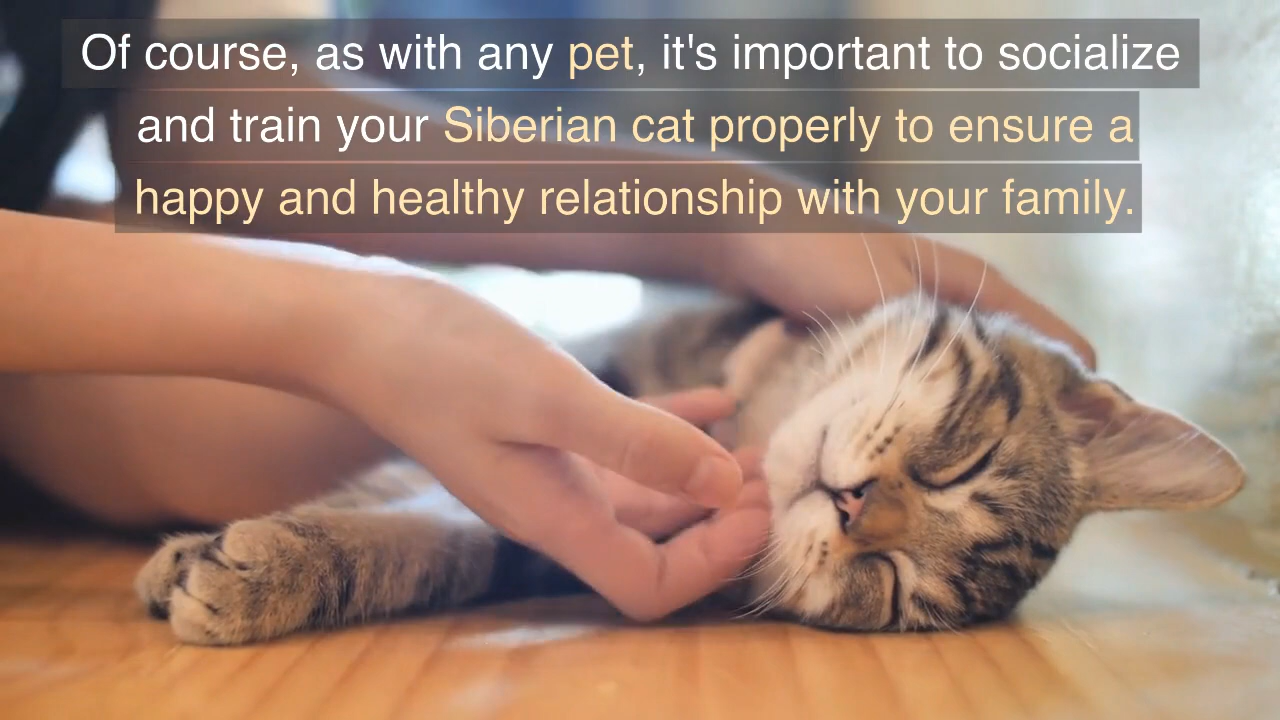 Of course, as with any pet, it's important to socialize
and train your Siberian cat properly to ensure a
happy and healthy relationship with your family.